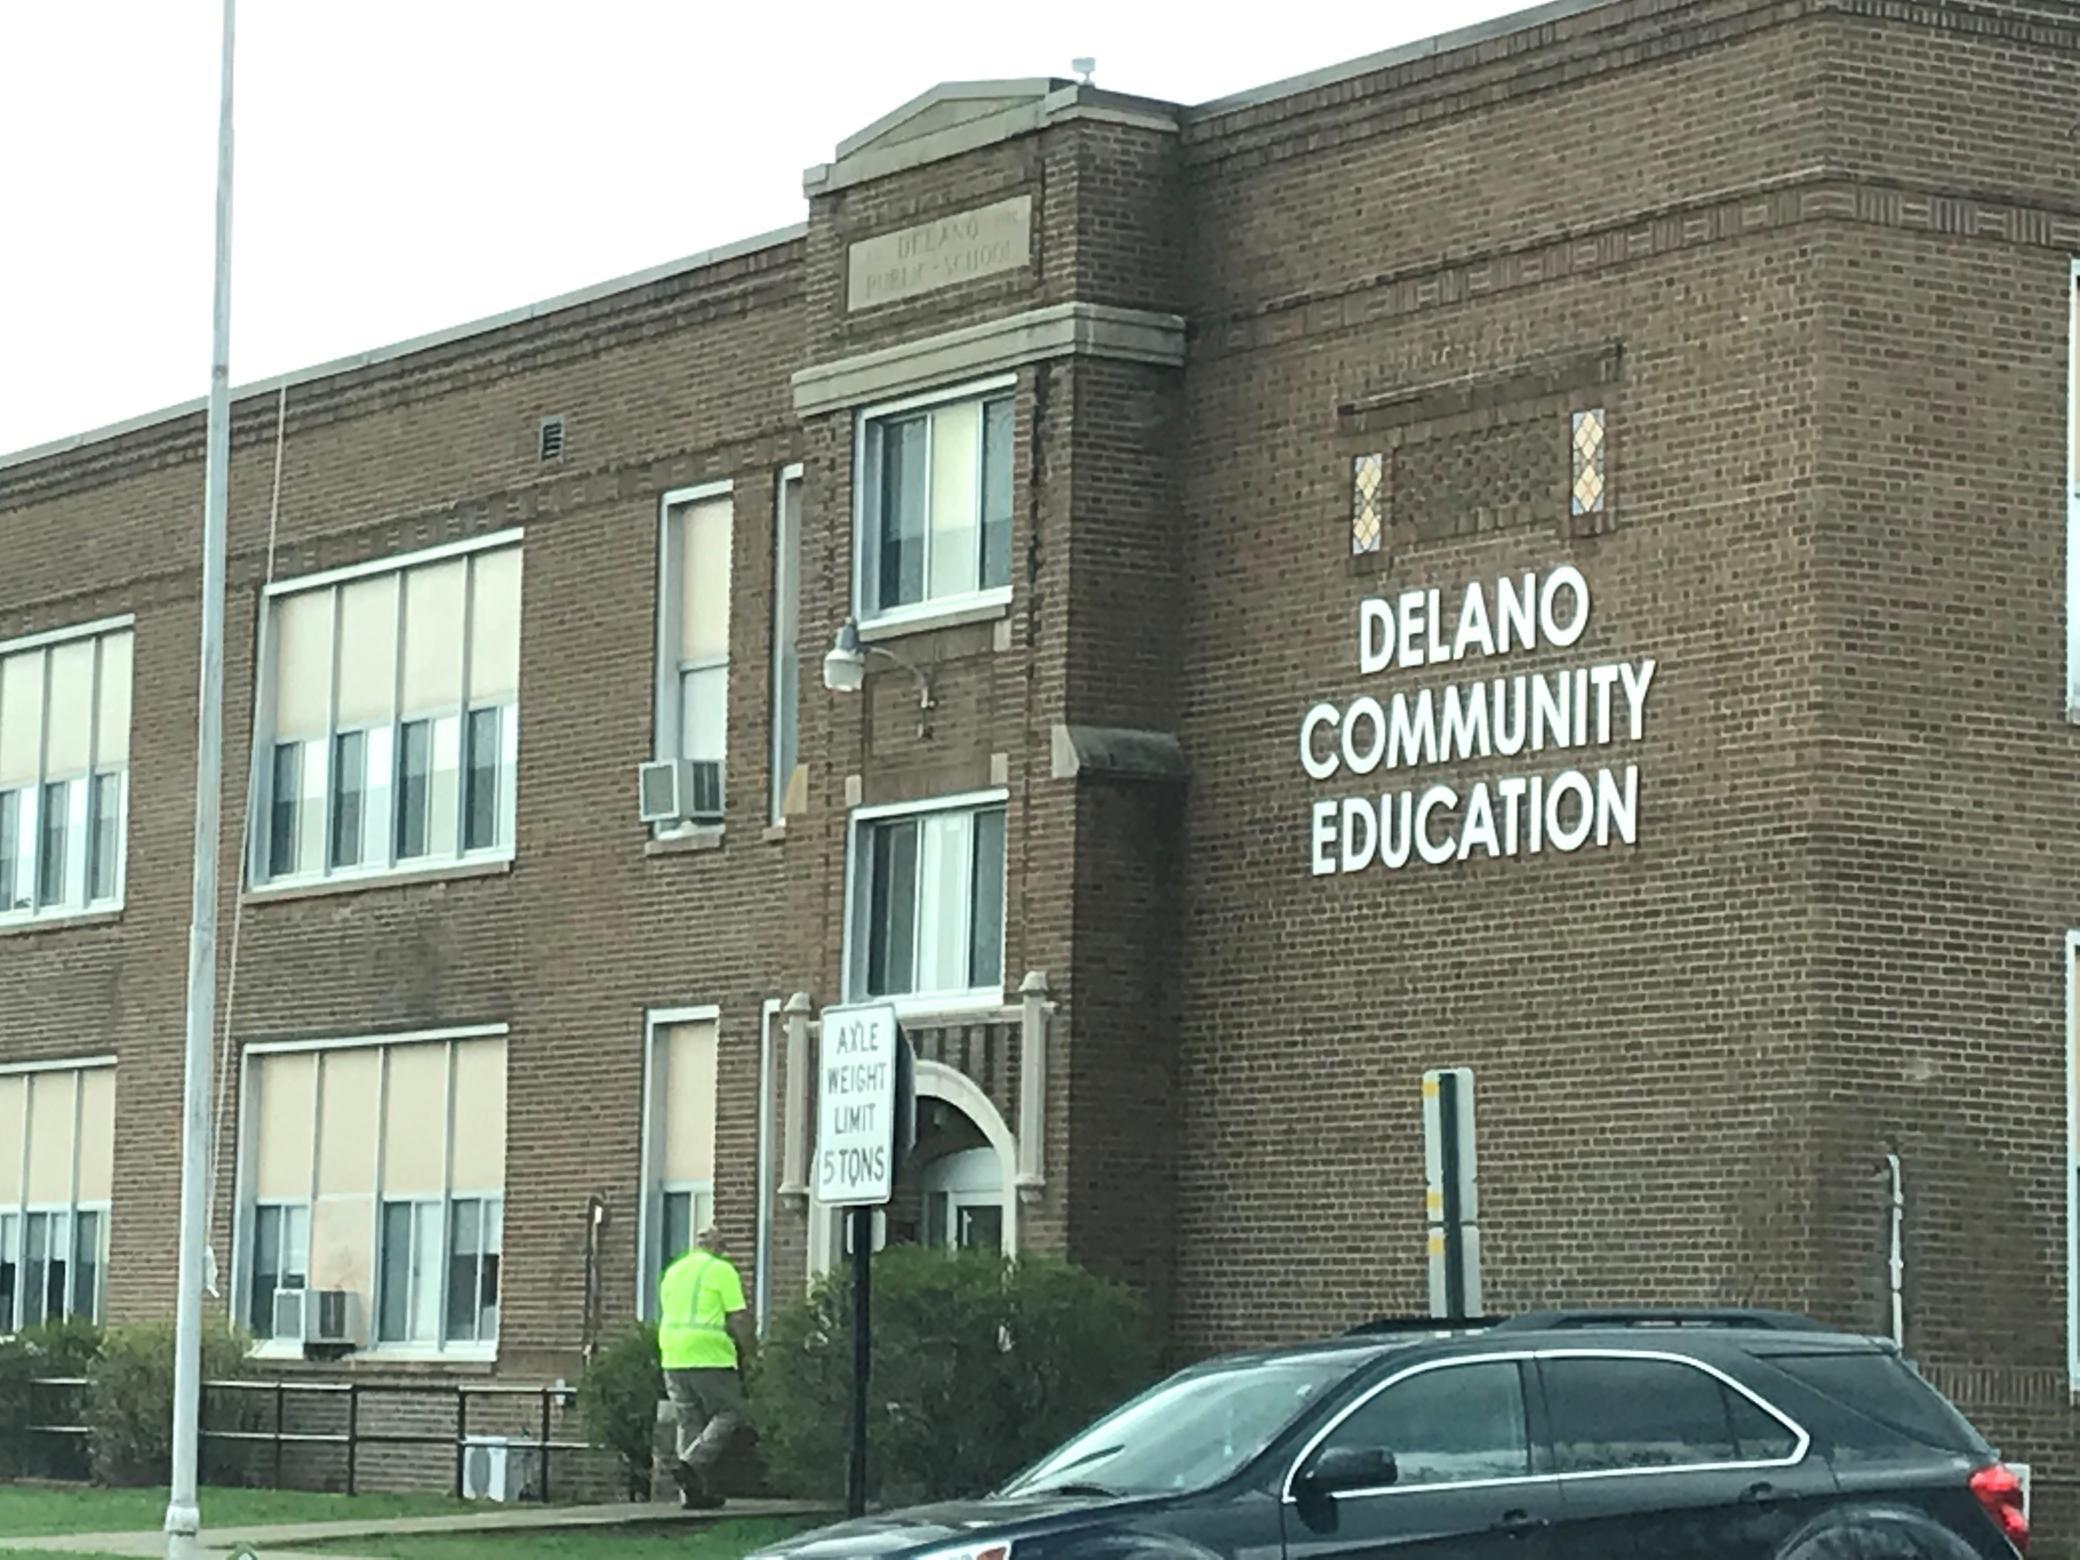 DELANO
PUBLIC-SCHOOL
DELANO
COMMUNITY
EDUCATION
AXLE
WEIGHT
LIMIT
5 TONS